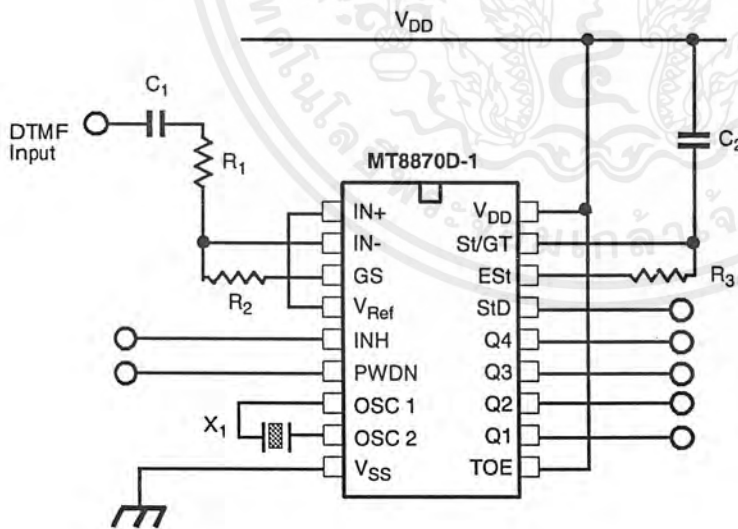 VDD
C1
DTMF
Input
R1
C2
MT8870D-1
IN+
VDD
IN-
St/GT
GS
ESt
R2
R3
VRef
StD
INH
Q4
PWDN
Q3
OSC 1
Q2
X1
OSC 2
Q1
VSS
TOE